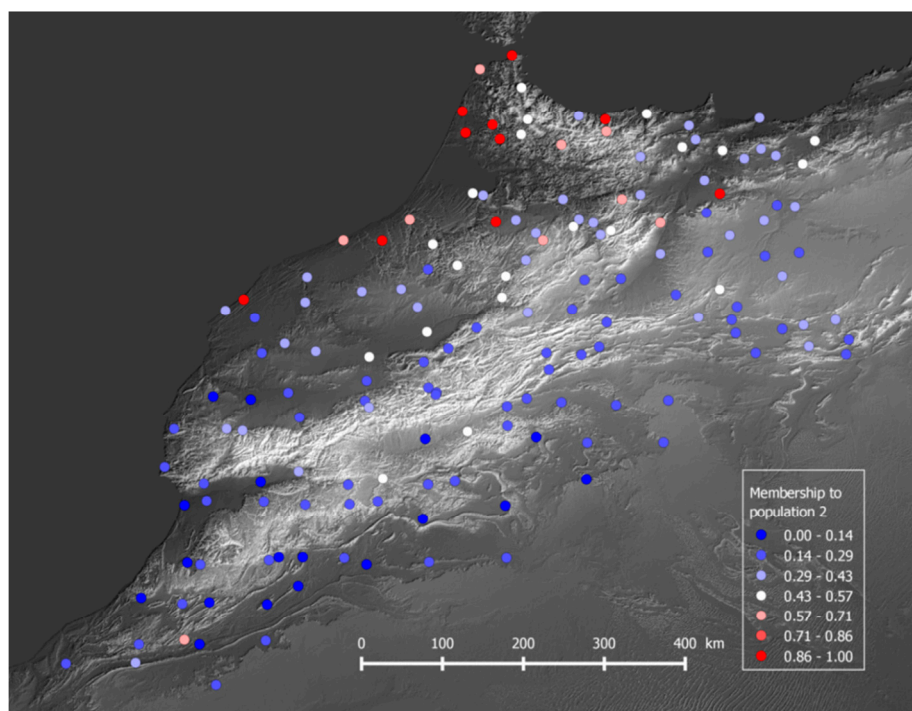 Membership to
population 2
0.00 - 0.14
0.14 - 0.29
0.29 - 0.43
0.43 - 0.57
0.57 - 0.71
0.71 - 0.86
0.86 - 1.00
0 100 200 300 400 km